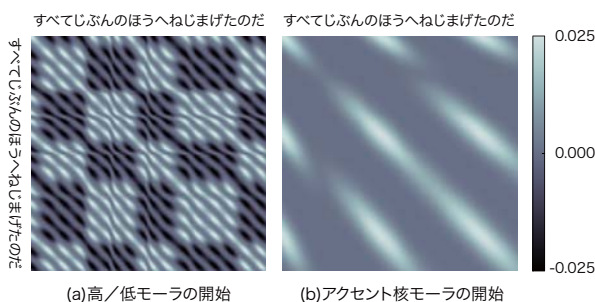 すべてじぶんのほうへねじまげたのだ
すべてじぶんのほうへねじまげたのだ
すべてじぶんのほうへねじまげたのだ
0.025
0.000
-0.025
(a)高/低モーラの開始
(b)アクセント核モーラの開始